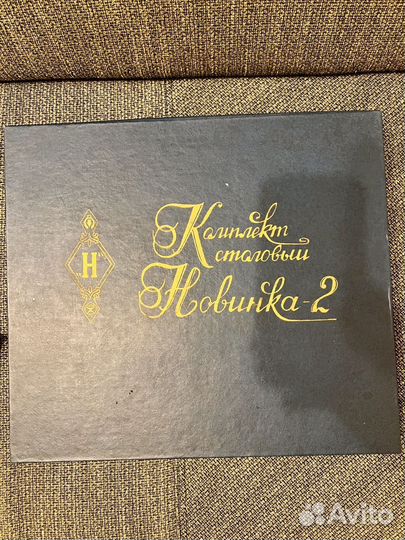 Комплект
столовый
Новинка-2
"Н"
Avito